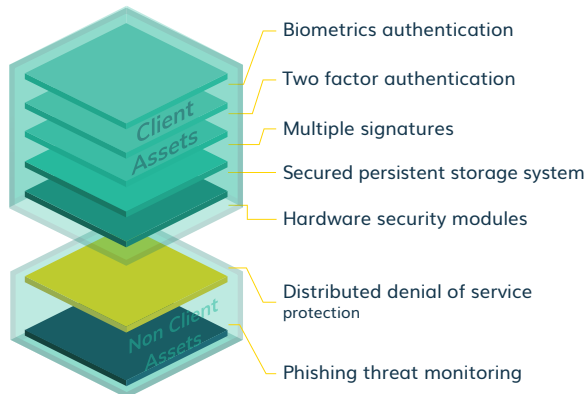 Biometrics authentication
Two factor authentication
Client
Assets
Multiple signatures
Secured persistent storage system
Hardware security modules
Distributed denial of service
protection
Non Client
Assets
Phishing threat monitoring